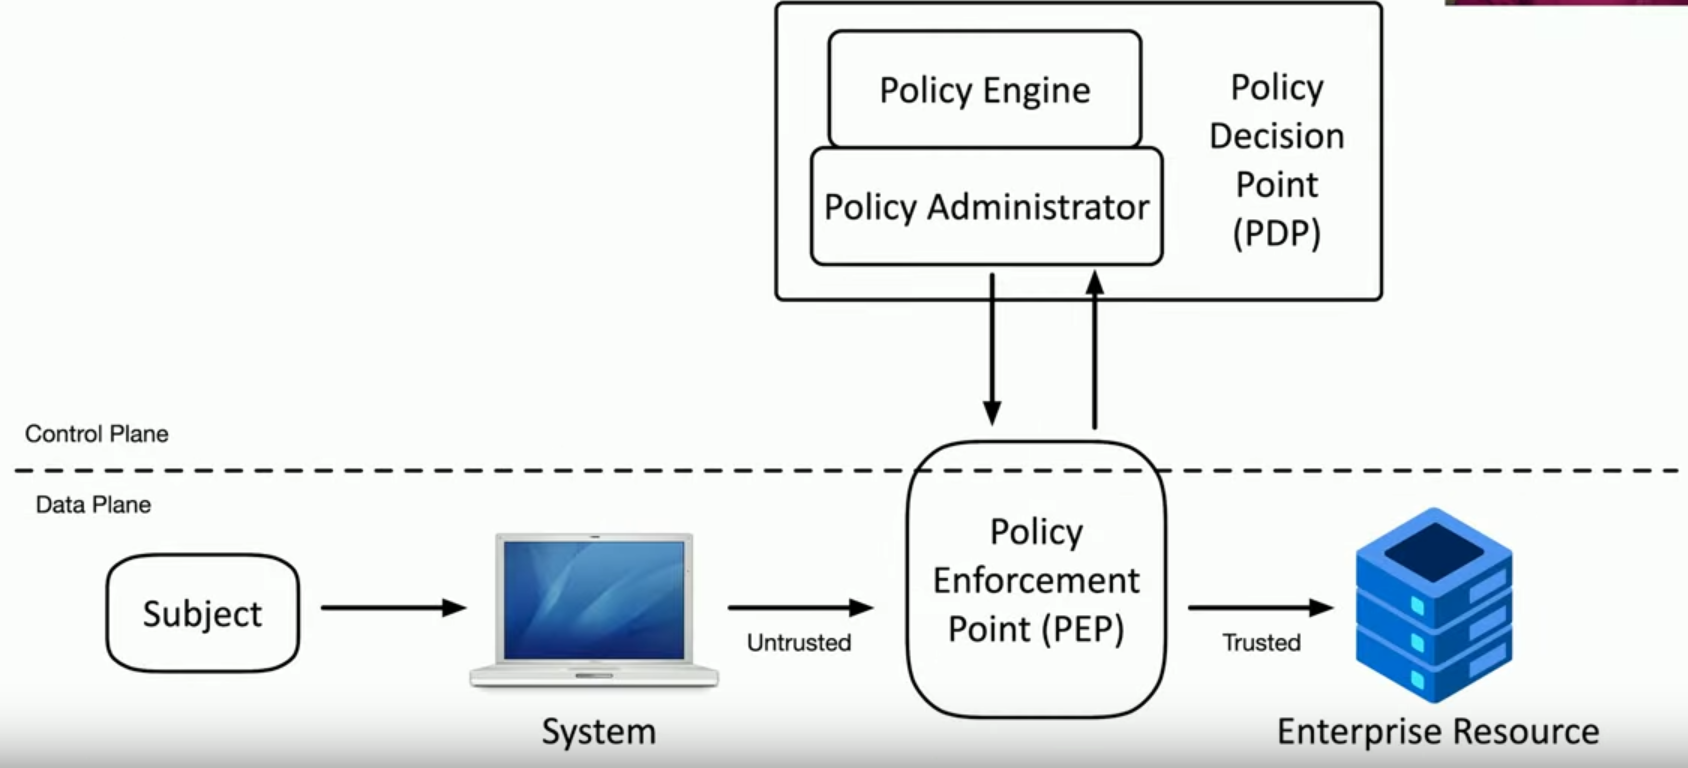 Policy Engine
Policy Administrator
Policy
Decision
Point
(PDP)
Control Plane
Data Plane
Subject
System
Untrusted
Policy
Enforcement
Point (PEP)
Trusted
Enterprise Resource